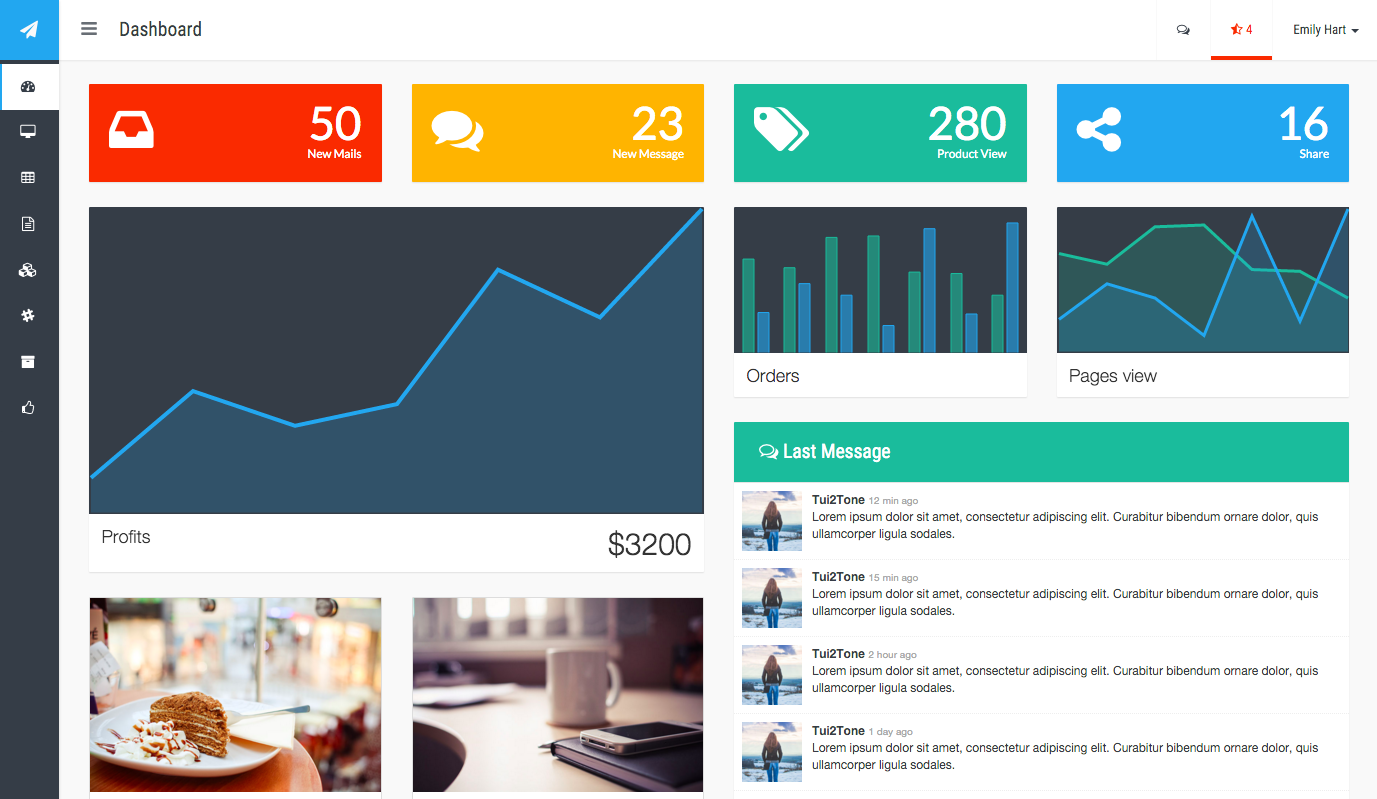 Dashboard
4
Emily Hart
50
New Mails
23
New Message
280
Product View
16
Share
Profits
$3200
Orders
Pages view
Last Message
Tui2Tone 12 min ago
Lorem ipsum dolor sit amet, consectetur adipiscing elit. Curabitur bibendum ornare dolor, quis
ullamcorper ligula sodales.
Tui2Tone 15 min ago
Lorem ipsum dolor sit amet, consectetur adipiscing elit. Curabitur bibendum ornare dolor, quis
ullamcorper ligula sodales.
Tui2Tone 2 hour ago
Lorem ipsum dolor sit amet, consectetur adipiscing elit. Curabitur bibendum ornare dolor, quis
ullamcorper ligula sodales.
Tui2Tone 1 day ago
Lorem ipsum dolor sit amet, consectetur adipiscing elit. Curabitur bibendum ornare dolor, quis
ullamcorper ligula sodales.